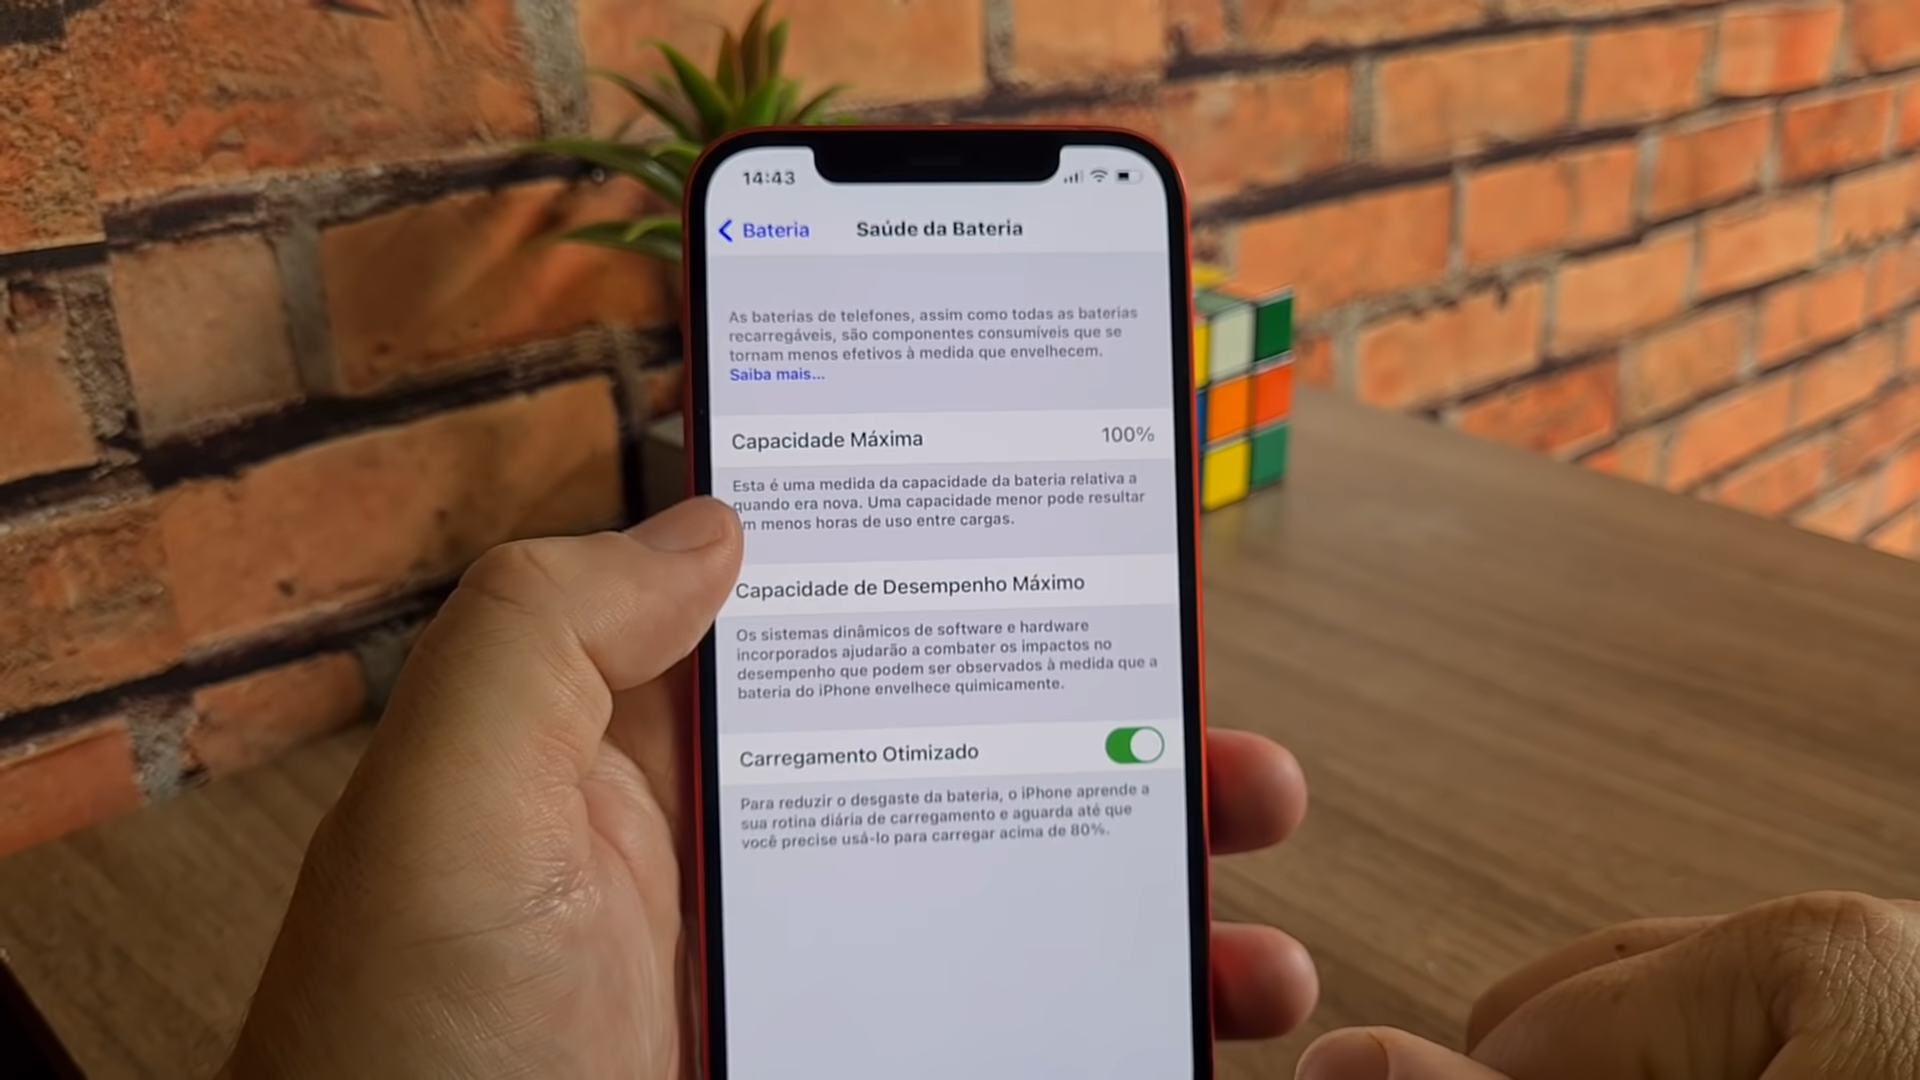 14:43
Bateria
Saúde da Bateria
As baterias de telefones, assim como todas as baterias
recarregáveis, são componentes consumíveis que se
tornam menos efetivos à medida que envelhecem.
Saiba mais...
Capacidade Máxima 100%
Esta é uma medida da capacidade da bateria relativa a
quando era nova. Uma capacidade menor pode resultar
m menos horas de uso entre cargas.
Capacidade de Desempenho Máximo
Os sistemas dinâmicos de software e hardware
incorporados ajudarão a combater os impactos no
desempenho que podem ser observados à medida que a
bateria do iPhone envelhece quimicamente.
Carregamento Otimizado
Para reduzir o desgaste da bateria, o iPhone aprende a
sua rotina diária de carregamento e aguarda até que
você precise usá-lo para carregar acima de 80%.